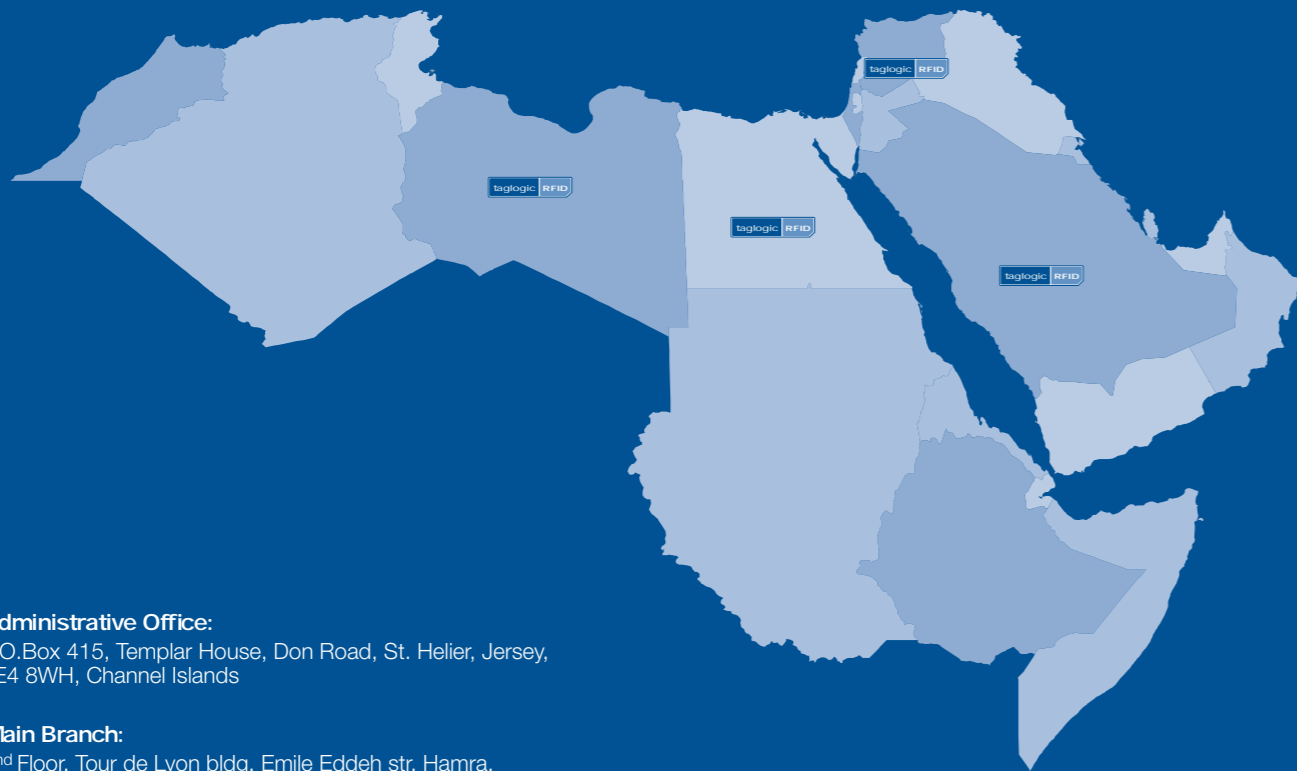 taglogic RFID
taglogic RFID
taglogic RFID
taglogic RFID
dministrative Office:
O.Box 415, Templar House, Don Road, St. Helier, Jersey,
E4 8WH, Channel Islands
Main Branch:
nd Floor, Tour de Lyon bldg, Emile Eddeh str. Hamra,